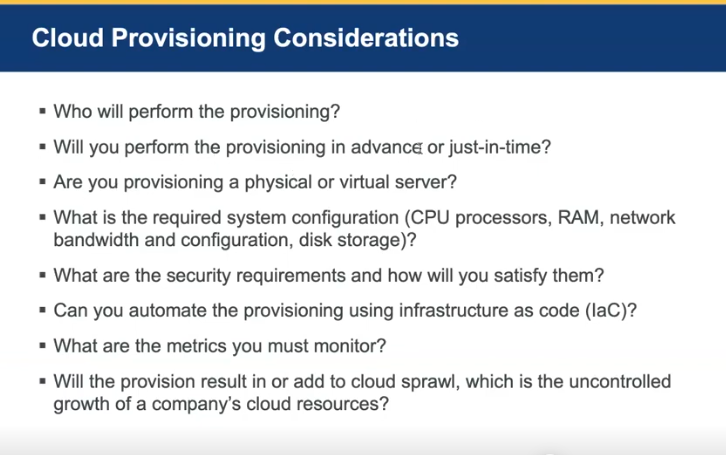 Cloud Provisioning Considerations
▪ Who will perform the provisioning?
▪ Will you perform the provisioning in advance or just-in-time?
▪ Are you provisioning a physical or virtual server?
▪ What is the required system configuration (CPU processors, RAM, network
bandwidth and configuration, disk storage)?
▪ What are the security requirements and how will you satisfy them?
▪ Can you automate the provisioning using infrastructure as code (IaC)?
▪ What are the metrics you must monitor?
▪ Will the provision result in or add to cloud sprawl, which is the uncontrolled
growth of a company's cloud resources?